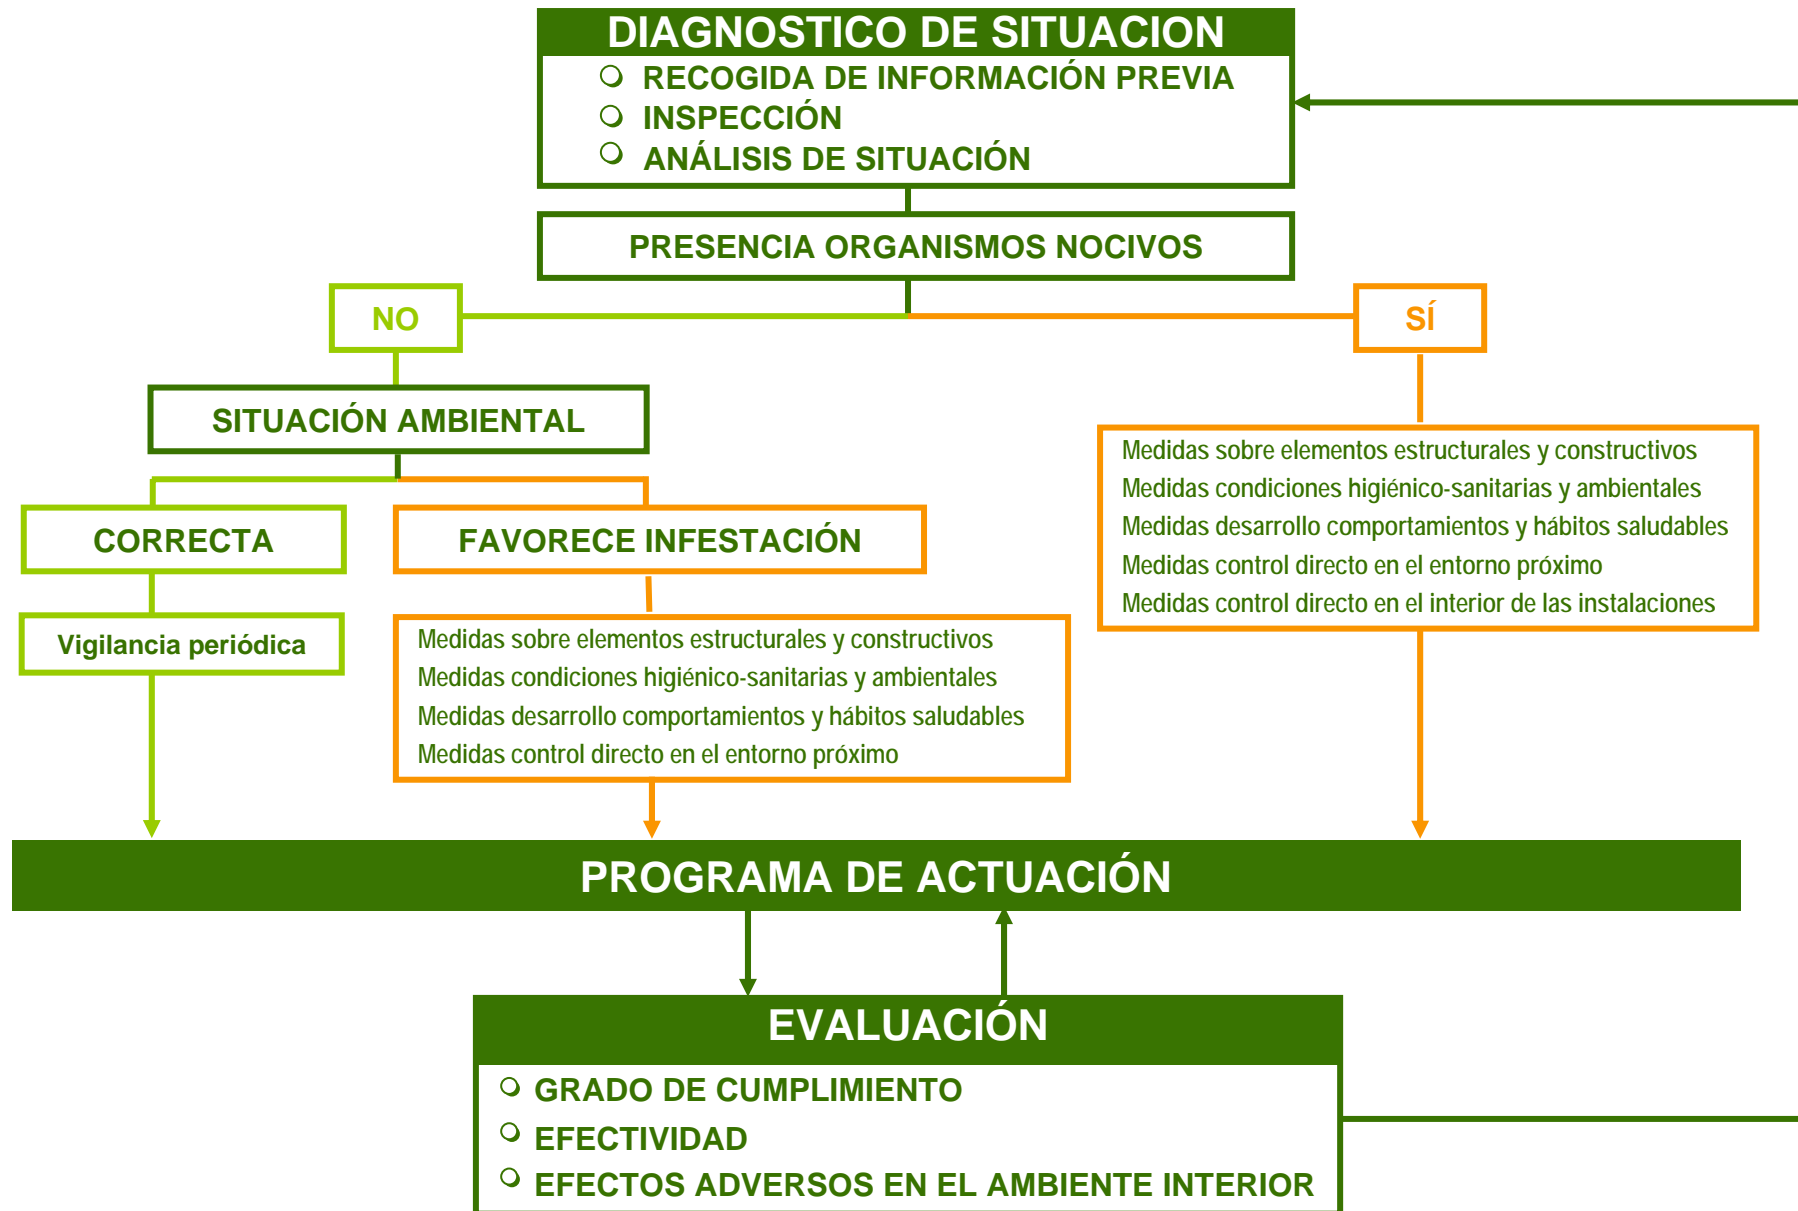 DIAGNOSTICO DE SITUACION
RECOGIDA DE INFORMACIÓN PREVIA
INSPECCIÓN
ANÁLISIS DE SITUACIÓN
PRESENCIA ORGANISMOS NOCIVOS
NO
SÍ
SITUACIÓN AMBIENTAL
CORRECTA
FAVORECE INFESTACIÓN
Vigilancia periódica
Medidas sobre elementos estructurales y constructivos
Medidas condiciones higiénico-sanitarias y ambientales
Medidas desarrollo comportamientos y hábitos saludables
Medidas control directo en el entorno próximo
Medidas sobre elementos estructurales y constructivos
Medidas condiciones higiénico-sanitarias y ambientales
Medidas desarrollo comportamientos y hábitos saludables
Medidas control directo en el entorno próximo
Medidas control directo en el interior de las instalaciones
PROGRAMA DE ACTUACIÓN
EVALUACIÓN
GRADO DE CUMPLIMIENTO
EFECTIVIDAD
EFECTOS ADVERSOS EN EL AMBIENTE INTERIOR